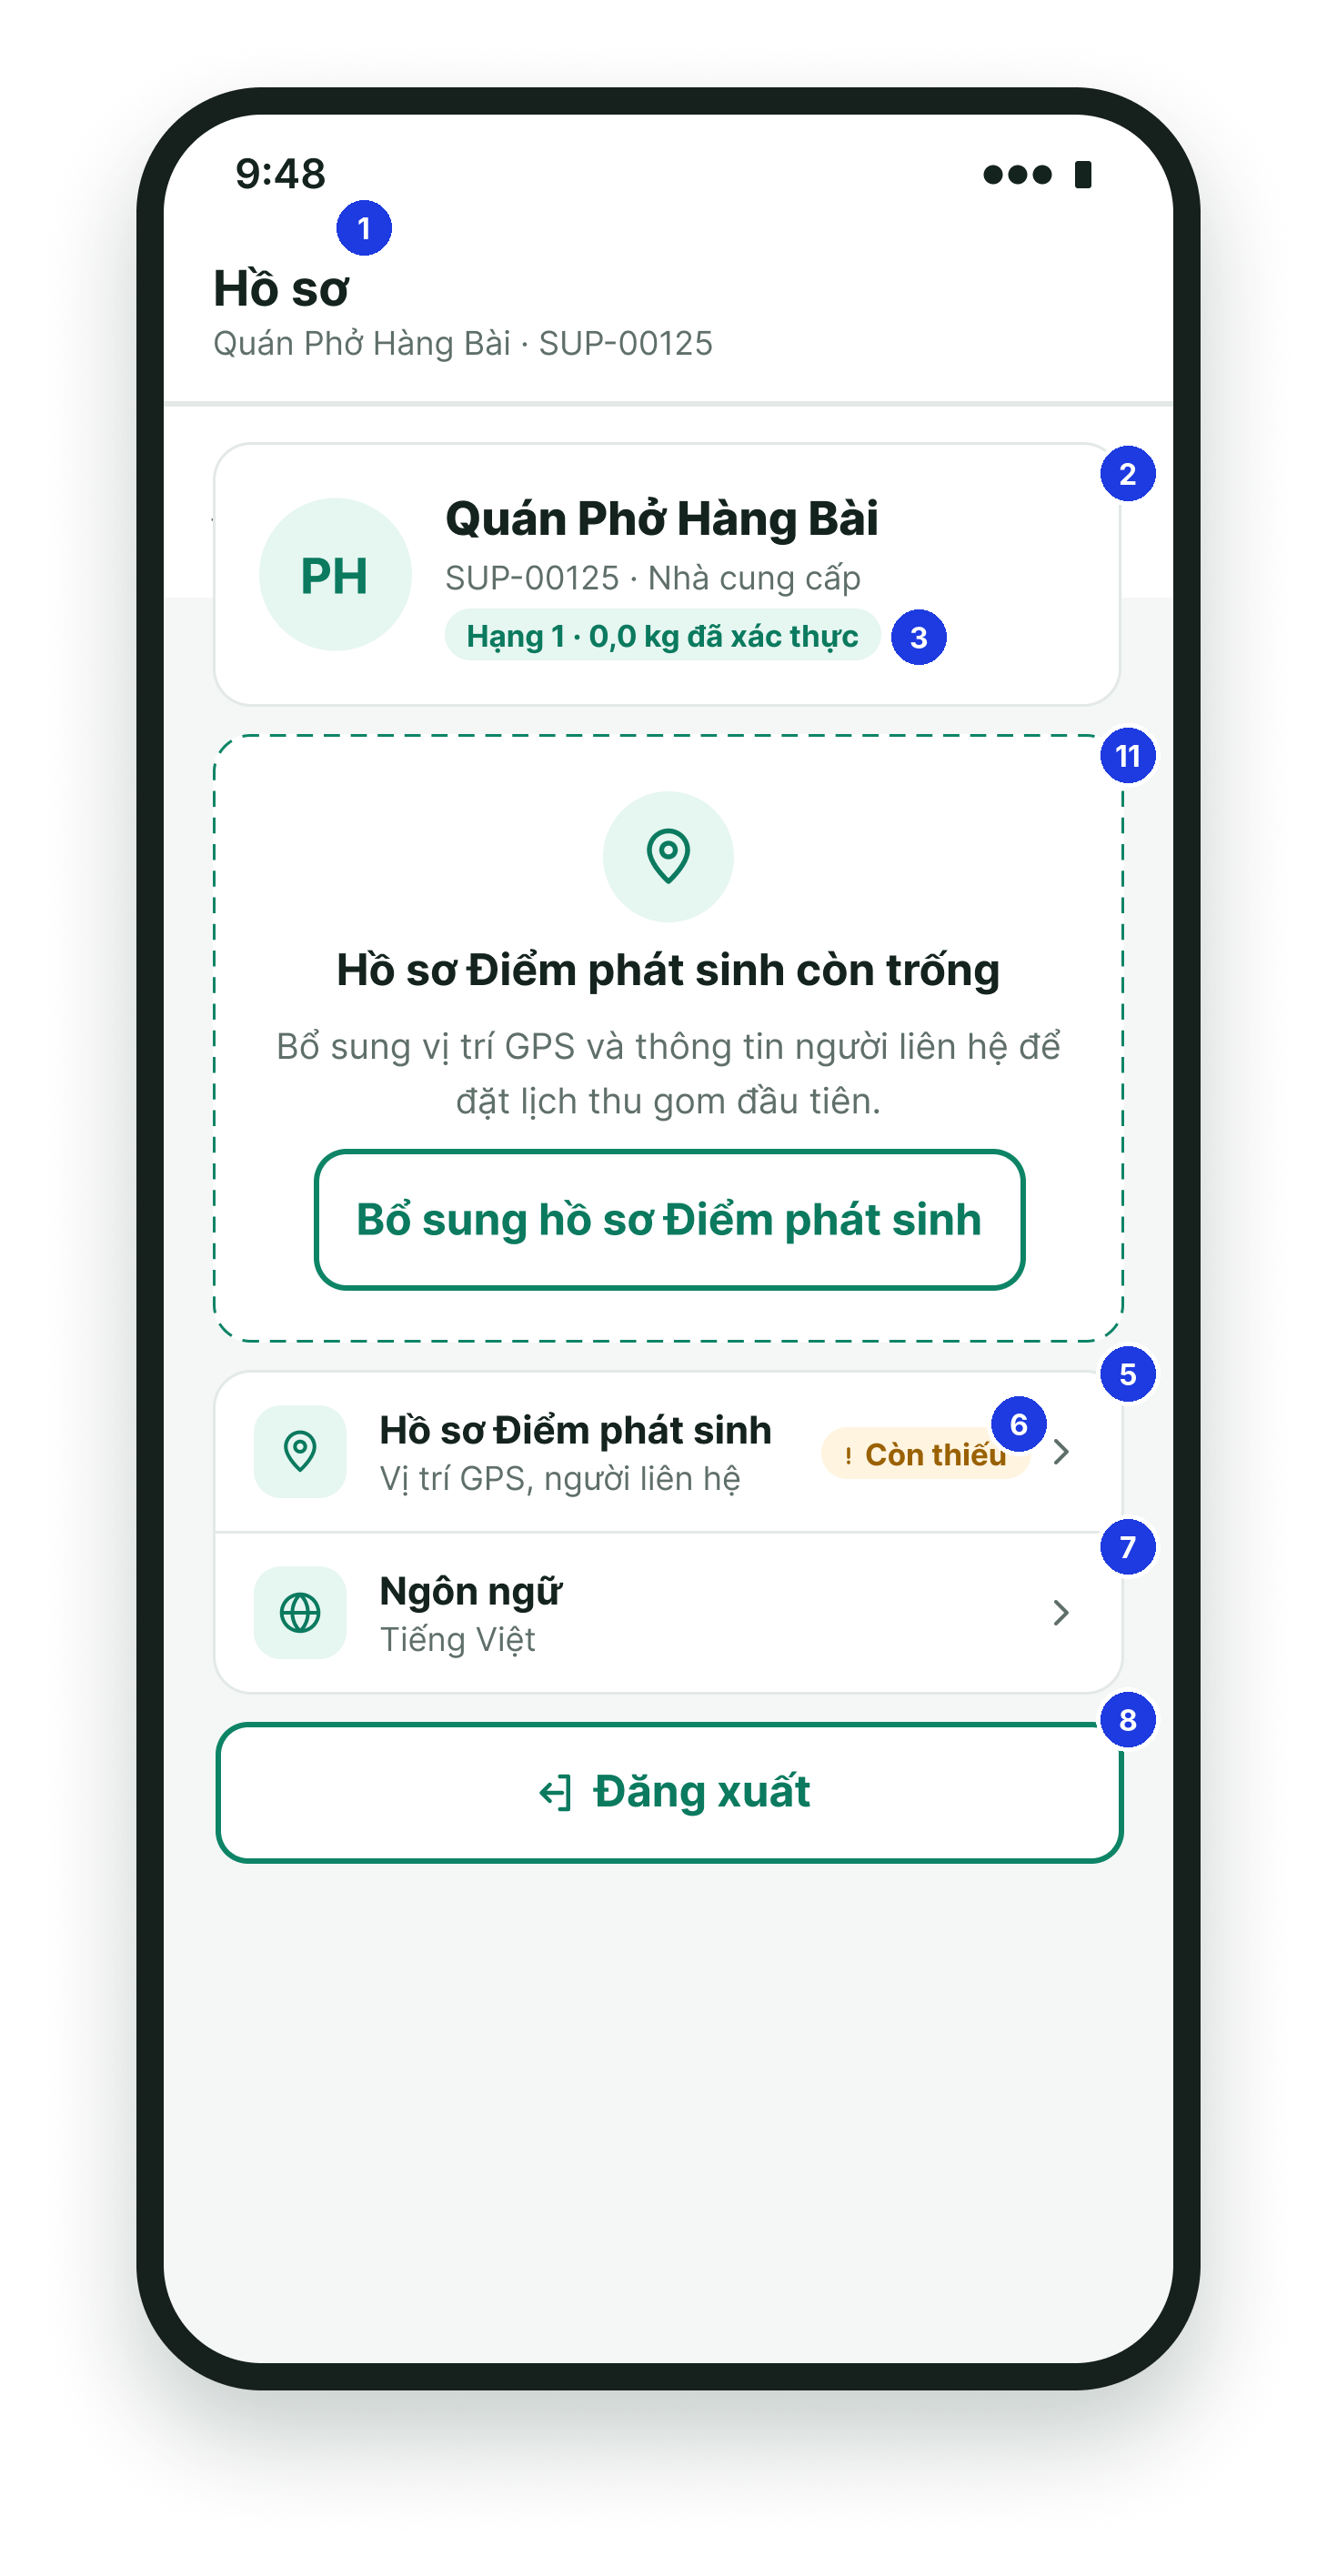 9:48
1
Hồ sơ
Quán Phở Hàng Bài · SUP-00125
2
PH
Quán Phở Hàng Bài
SUP-00125 · Nhà cung cấp
Hạng 1 · 0,0 kg đã xác thực
3
11
Hồ sơ Điểm phát sinh còn trống
Bổ sung vị trí GPS và thông tin người liên hệ để
đặt lịch thu gom đầu tiên.
Bổ sung hồ sơ Điểm phát sinh
5
Hồ sơ Điểm phát sinh
6
! Còn thiếu
Vị trí GPS, người liên hệ
7
Ngôn ngữ
Tiếng Việt
8
Đăng xuất